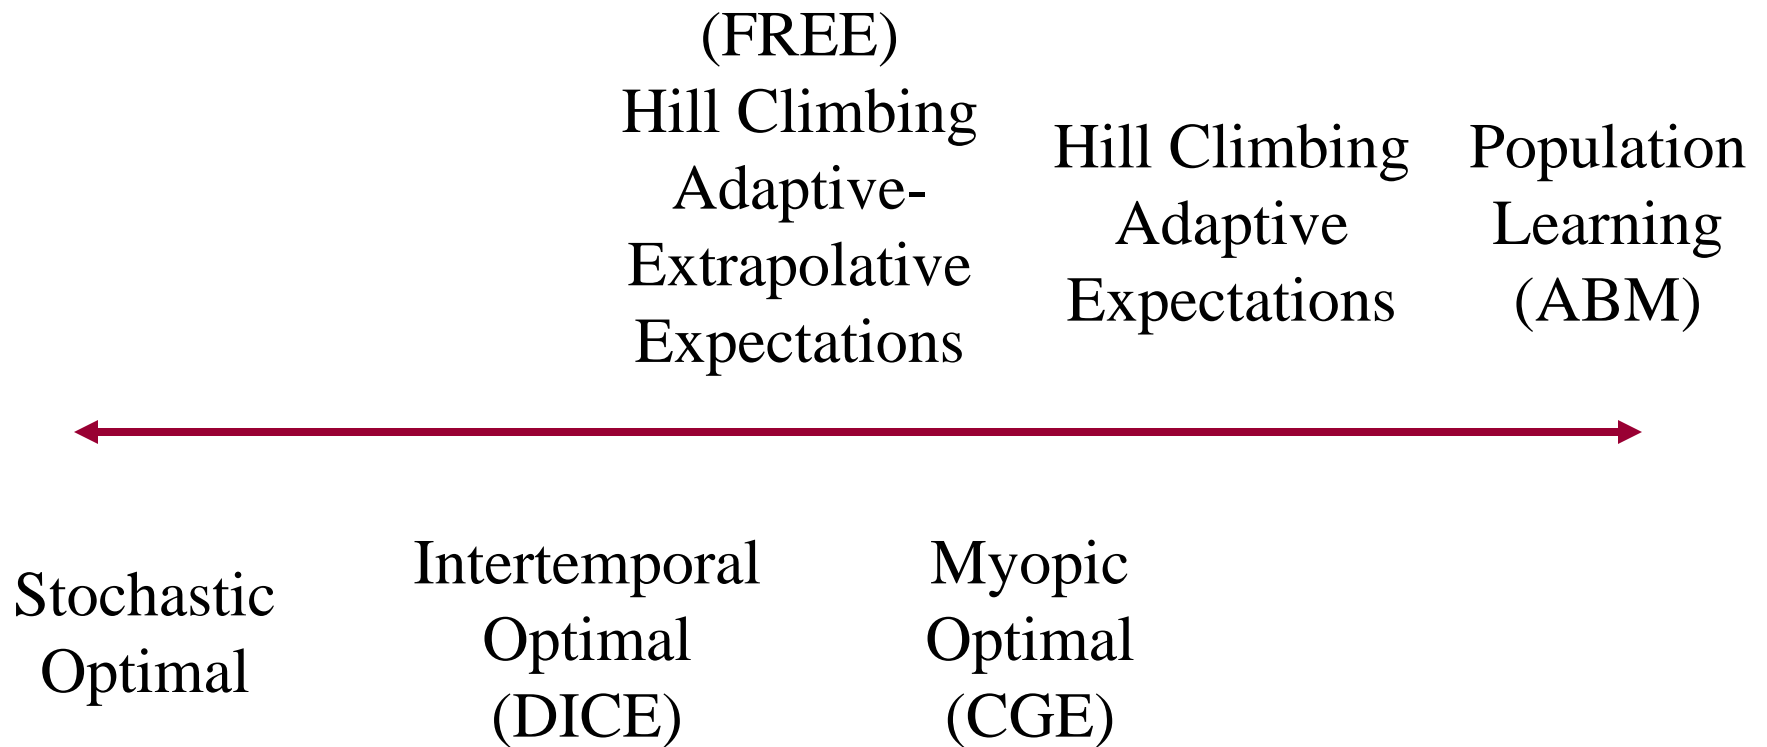 (FREE)
Hill Climbing
Adaptive-
Extrapolative
Expectations
Hill Climbing
Adaptive
Expectations
Population
Learning
(ABM)
Stochastic
Optimal
Intertemporal
Optimal
(DICE)
Myopic
Optimal
(CGE)